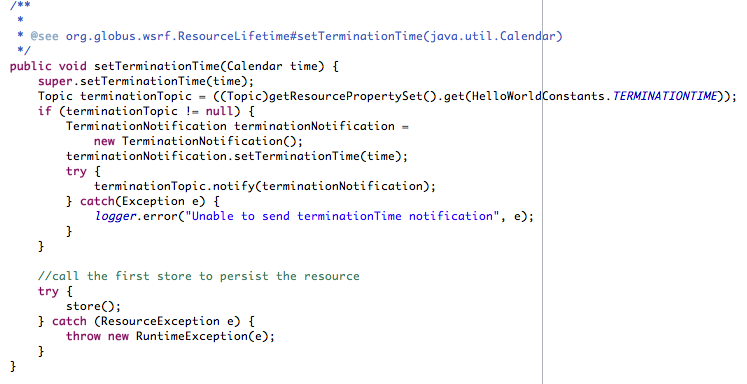 /**
 *
 * @see org.globus.wsrf.ResourceLifetime#setTerminationTime(java.util.Calendar)
 */
public void setTerminationTime(Calendar time) {
    super.setTerminationTime(time);
    Topic terminationTopic = ((Topic)getResourcePropertySet().get(HelloWorldConstants.TERMINATIONTIME));
    if (terminationTopic != null) {
        TerminationNotification terminationNotification =
            new TerminationNotification();
        terminationNotification.setTerminationTime(time);
        try {
            terminationTopic.notify(terminationNotification);
        } catch(Exception e) {
            logger.error("Unable to send terminationTime notification", e);
        }
    }

    //call the first store to persist the resource
    try {
        store();
    } catch (ResourceException e) {
        throw new RuntimeException(e);
    }
}